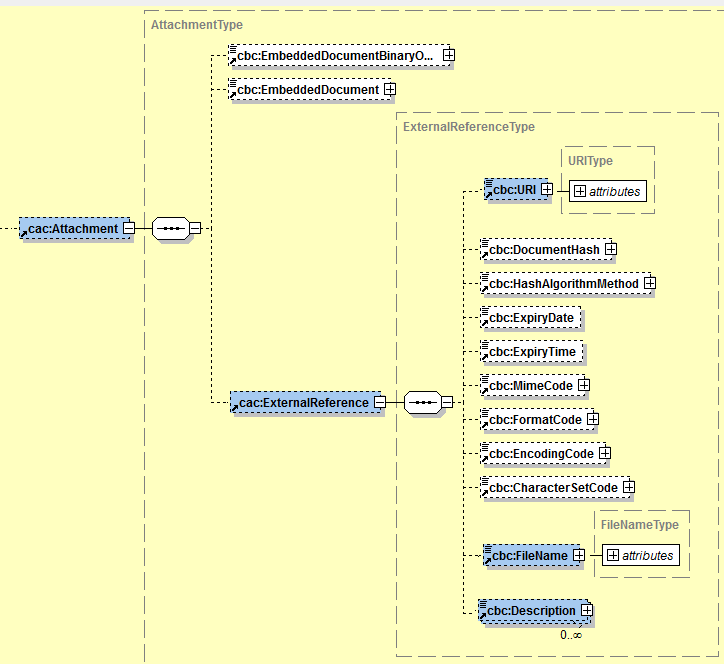 AttachmentType
cbc:EmbeddedDocumentBinaryO...
cbc:EmbeddedDocument
ExternalReferenceType
URIType
cbc:URI
attributes
cac:Attachment
cbc:DocumentHash
cbc:HashAlgorithmMethod
cbc:ExpiryDate
cbc:ExpiryTime
cbc:MimeCode
cac:ExternalReference
cbc:FormatCode
cbc:EncodingCode
cbc:CharacterSetCode
FileNameType
cbc:FileName
attributes
cbc:Description
0..∞